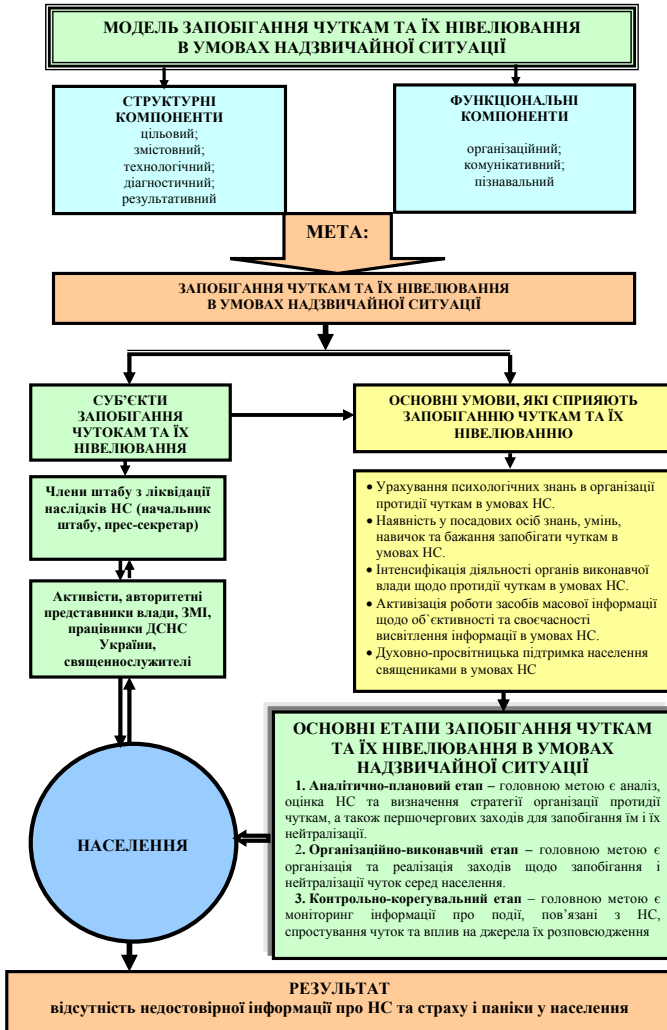 МОДЕЛЬ ЗАПОБІГАННЯ ЧУТКАМ ТА ЇХ НІВЕЛЮВАННЯ
В УМОВАХ НАДЗВИЧАЙНОЇ СИТУАЦІЇ
СТРУКТУРНІ
КОМПОНЕНТИ
цільовий;
змістовний;
технологічний;
діагностичний;
результативний
ФУНКЦІОНАЛЬНІ
КОМПОНЕНТИ
організаційний;
комунікативний;
пізнавальний
МЕТА:
ЗАПОБІГАННЯ ЧУТКАМ ТА ЇХ НІВЕЛЮВАННЯ
В УМОВАХ НАДЗВИЧАЙНОЇ СИТУАЦІЇ
СУБ'ЄКТИ
ЗАПОБІГАННЯ
ЧУТОКАМ ТА ЇХ
НІВЕЛЮВАННЯ
ОСНОВНІ УМОВИ, ЯКІ СПРИЯЮТЬ
ЗАПОБІГАННЮ ЧУТКАМ ТА ЇХ
НІВЕЛЮВАННЮ
Члени штабу з ліквідації
наслідків НС (начальник
штабу, прес-секретар)
Активісти, авторитетні
представники влади, ЗМІ,
працівники ДСНС
України,
священнослужителі
• Урахування психологічних знань в організації
протидії чуткам в умовах НС.
• Наявність у посадових осіб знань, умінь,
навичок та бажання запобігати чуткам в
умовах НС.
• Інтенсифікація діяльності органів виконавчої
влади щодо протидії чуткам в умовах НС.
• Активізація роботи засобів масової інформації
щодо об`єктивності та своєчасності
висвітлення інформації в умовах НС.
• Духовно-просвітницька підтримка населення
священиками в умовах НС
ОСНОВНІ ЕТАПИ ЗАПОБІГАННЯ ЧУТКАМ
ТА ЇХ НІВЕЛЮВАННЯ В УМОВАХ
НАДЗВИЧАЙНОЇ СИТУАЦІЇ
1. Аналітично-плановий етап – головною метою є аналіз,
оцінка НС та визначення стратегії організації протидії
чуткам, а також першочергових заходів для запобігання їм і їх
нейтралізації.
2. Організаційно-виконавчий етап – головною метою є
організація та реалізація заходів щодо запобігання і
нейтралізації чуток серед населення.
3. Контрольно-корегувальний етап – головною метою є
моніторинг інформації про події, пов'язані з НС,
спростування чуток та вплив на джерела їх розповсюдження
НАСЕЛЕННЯ
РЕЗУЛЬТАТ
відсутність недостовірної інформації про НС та страху і паніки у населення